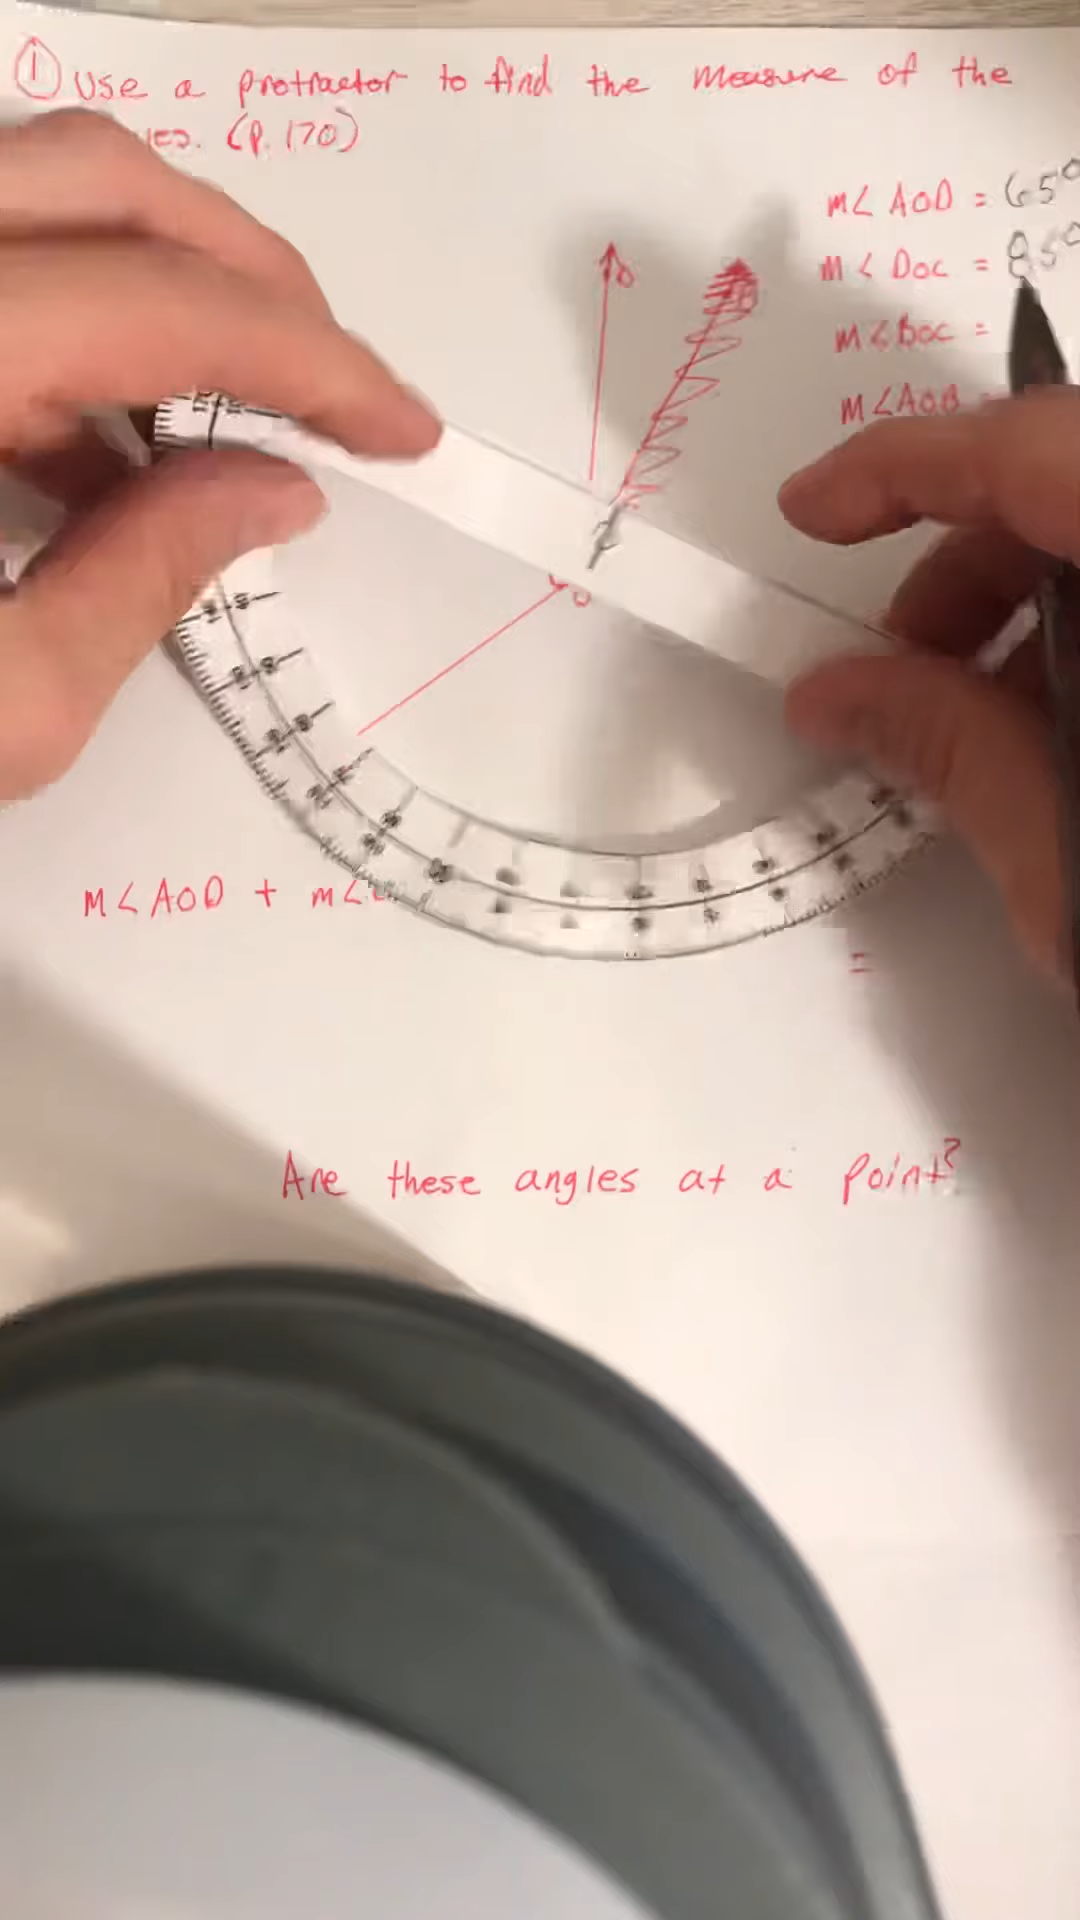 ① Use a protractor to find the measure of the
(P. 170)
m∠ AOD = 65°
m∠ DOC = 85°
m∠BOC =
m∠AOB
D
O
m∠AOD + m∠
=
Are these angles at a point?